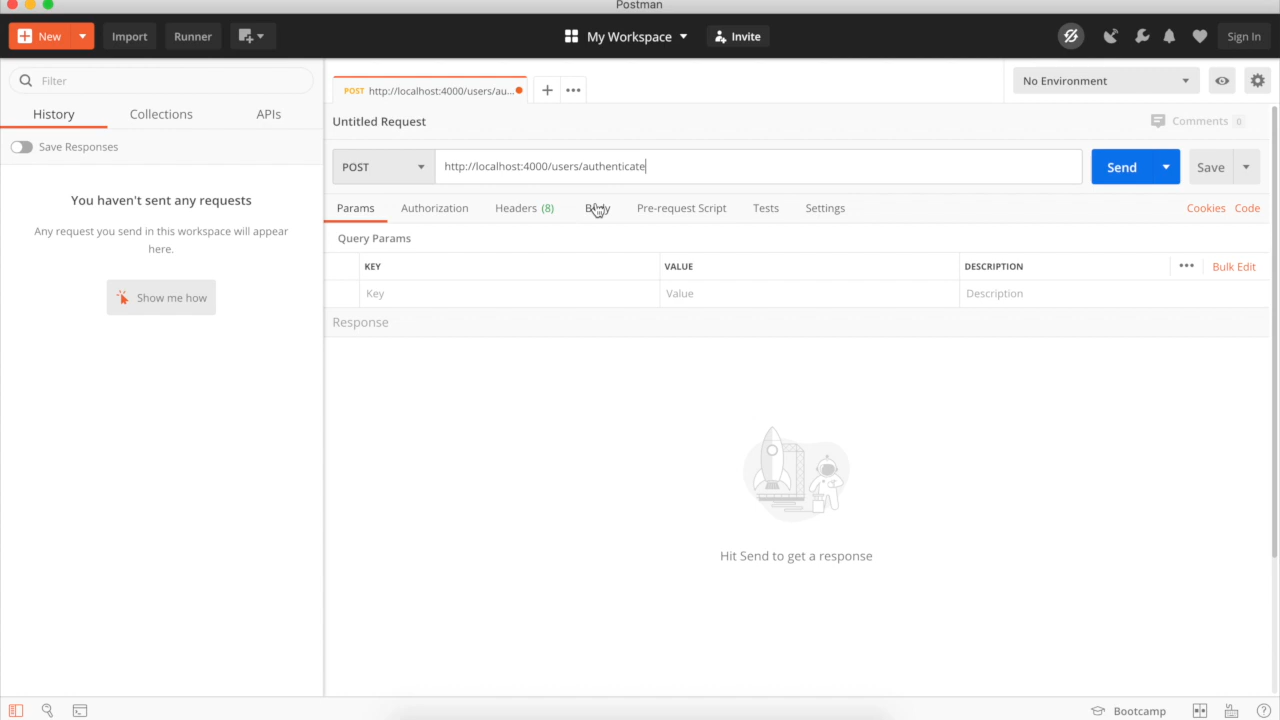 Postman
New
Import
Runner
My Workspace
Invite
Sign In
Filter
History
Collections
APIs
Save Responses
You haven't sent any requests
Any request you send in this workspace will appear
here.
Show me how
POST http://localhost:4000/users/au...
No Environment
Untitled Request
Comments 0
POST
http://localhost:4000/users/authenticate
Send
Save
Params
Authorization
Headers (8)
Body
Pre-request Script
Tests
Settings
Cookies
Code
Query Params
KEY
VALUE
DESCRIPTION
Bulk Edit
Key
Value
Description
Response
Hit Send to get a response
Bootcamp